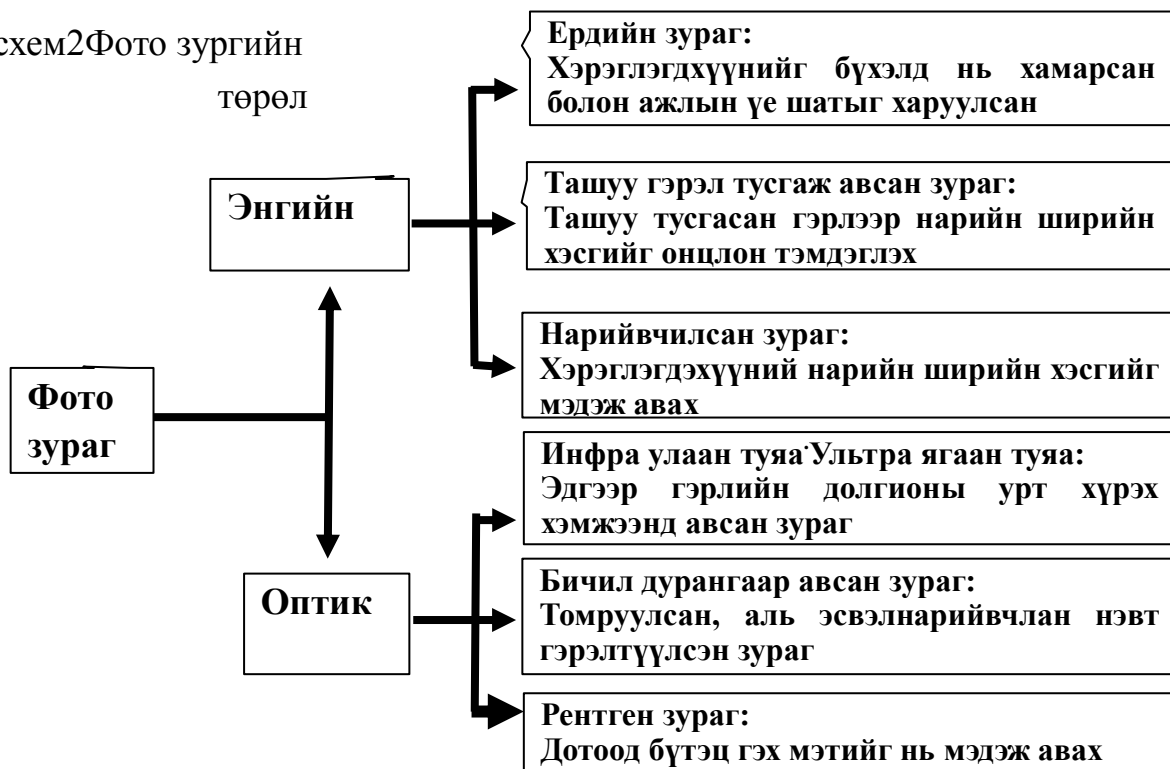 схем2Фото зургийн
төрөл
Ердийн зураг:
Хэрэглэгдхүүнийг бүхэлд нь хамарсан
болон ажлын үе шатыг харуулсан
Энгийн
Ташуу гэрэл тусгаж авсан зураг:
Ташуу тусгасан гэрлээр нарийн ширийн
хэсгийг онцлон тэмдэглэх
Нарийвчилсан зураг:
Хэрэглэгдэхүүний нарийн ширийн хэсгийг
мэдэж авах
Фото
зураг
Инфра улаан туяа·Ультра ягаан туяа:
Эдгээр гэрлийн долгионы урт хүрэх
хэмжээнд авсан зураг
Оптик
Бичил дурангаар авсан зураг:
Томруулсан, аль эсвэлнарийвчлан нэвт
гэрэлтүүлсэн зураг
Рентген зураг:
Дотоод бүтэц гэх мэтийг нь мэдэж авах